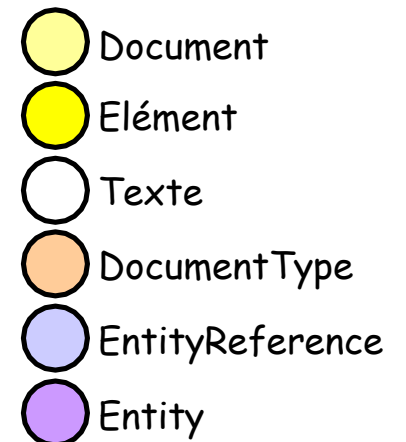 Document
Elément
Texte
DocumentType
EntityReference
Entity